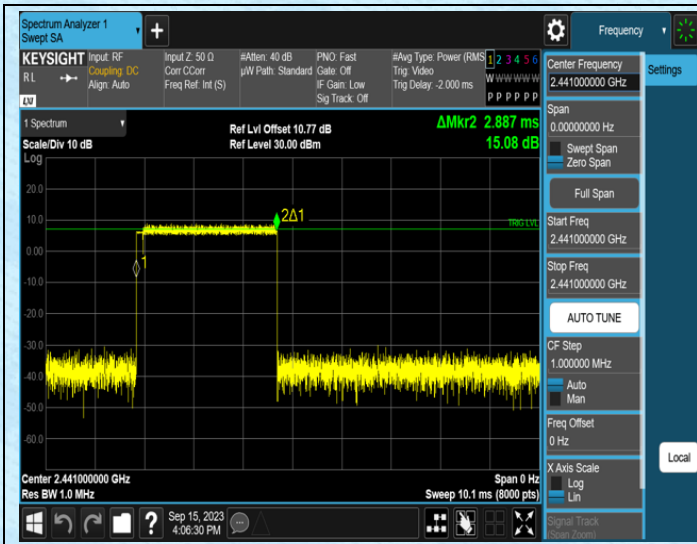 Spectrum Analyzer 1
Swept SA
Frequency
KEYSIGHT
RL
LXI
Input: RF
Coupling: DC
Align: Auto
Input Z: 50 Ω
Corr CCorr
Freq Ref: Int (S)
#Atten: 40 dB
µW Path: Standard
PNO: Fast
Gate: Off
IF Gain: Low
Sig Track: Off
#Avg Type: Power (RMS
Trig: Video
Trig Delay: -2.000 ms
1 2 3 4 5 6
W W W W W W
P P P P P P
1 Spectrum
Scale/Div 10 dB
Log
Ref Lvl Offset 10.77 dB
Ref Level 30.00 dBm
ΔMkr2 2.887 ms
15.08 dB
20.0
10.0
0.00
-10.0
-20.0
-30.0
-40.0
-50.0
-60.0
2Δ1
1
TRIG LVL
Center 2.441000000 GHz
Res BW 1.0 MHz
Span 0 Hz
Sweep 10.1 ms (8000 pts)
Sep 15, 2023
4:06:30 PM
Center Frequency
2.441000000 GHz
Span
0.00000000 Hz
Swept Span
Zero Span
Full Span
Start Freq
2.441000000 GHz
Stop Freq
2.441000000 GHz
AUTO TUNE
CF Step
1.000000 MHz
Auto
Man
Freq Offset
0 Hz
X Axis Scale
Log
Lin
Signal Track
(Span Zoom)
Settings
Local